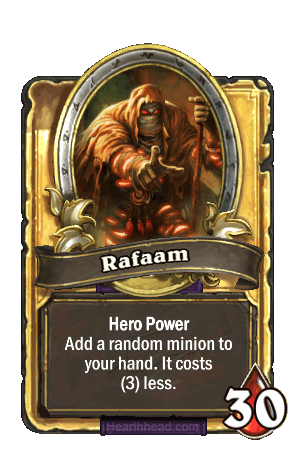 Rafaam
Hero Power
Add a random minion to
your hand. It costs
(3) less.
30
Hearthhead.com